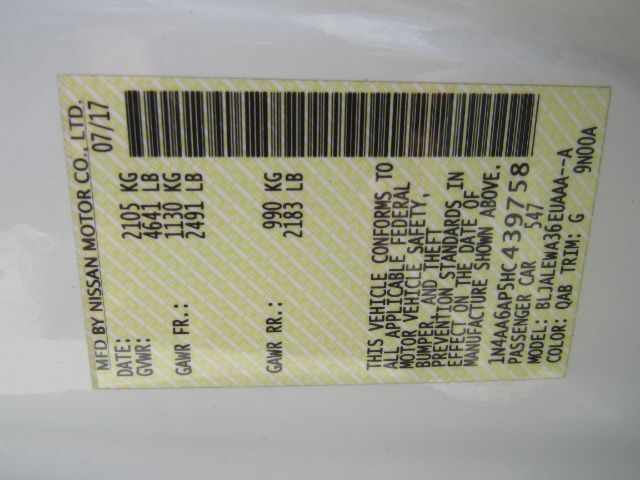 MFD BY NISSAN MOTOR CO., LTD.
DATE: 07/17
GVWR: 2105 KG
4641 LB
GAWR FR.: 1130 KG
2491 LB
GAWR RR.: 990 KG
2183 LB
THIS VEHICLE CONFORMS TO
ALL APPLICABLE FEDERAL
MOTOR VEHICLE SAFETY,
BUMPER, AND THEFT
PREVENTION STANDARDS IN
EFFECT ON THE DATE OF
MANUFACTURE SHOWN ABOVE.
1N4AA6AP5HC439758
PASSENGER CAR 547
MODEL: BLJALEWA36EUAAA--A
COLOR: QAB TRIM: G 9N00A